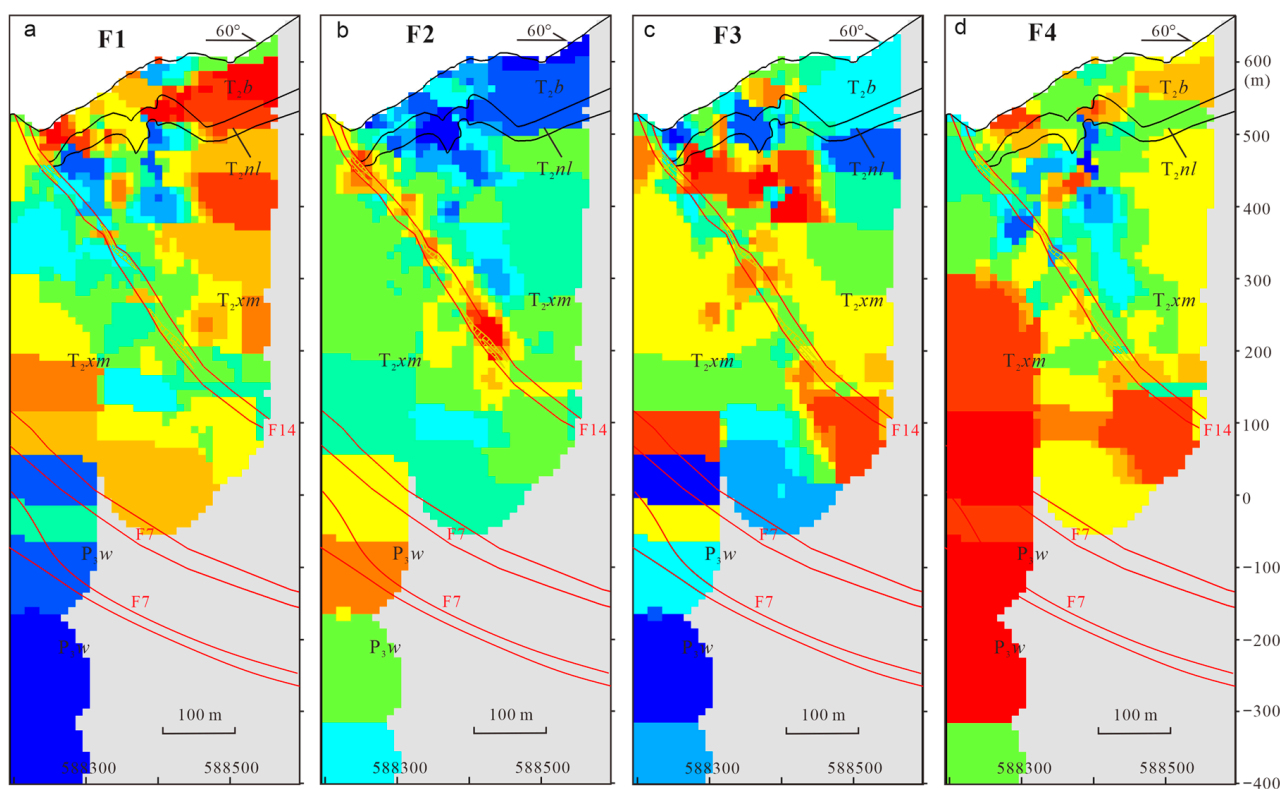 a
F1
60°
T₂b
T₂nl
T₂xm
T₂xm
F14
F7
P₃w
F7
P₃w
100 m
588300
588500
b
F2
60°
T₂b
T₂nl
T₂xm
T₂xm
F14
F7
P₃w
F7
P₃w
100 m
588300
588500
c
F3
60°
T₂b
T₂nl
T₂xm
T₂xm
F14
F7
P₃w
F7
P₃w
100 m
588300
588500
d
F4
60°
T₂b
T₂nl
T₂xm
T₂xm
F14
F7
P₃w
F7
P₃w
100 m
588300
588500
600
(m)
500
400
300
200
100
0
−100
−200
−300
−400